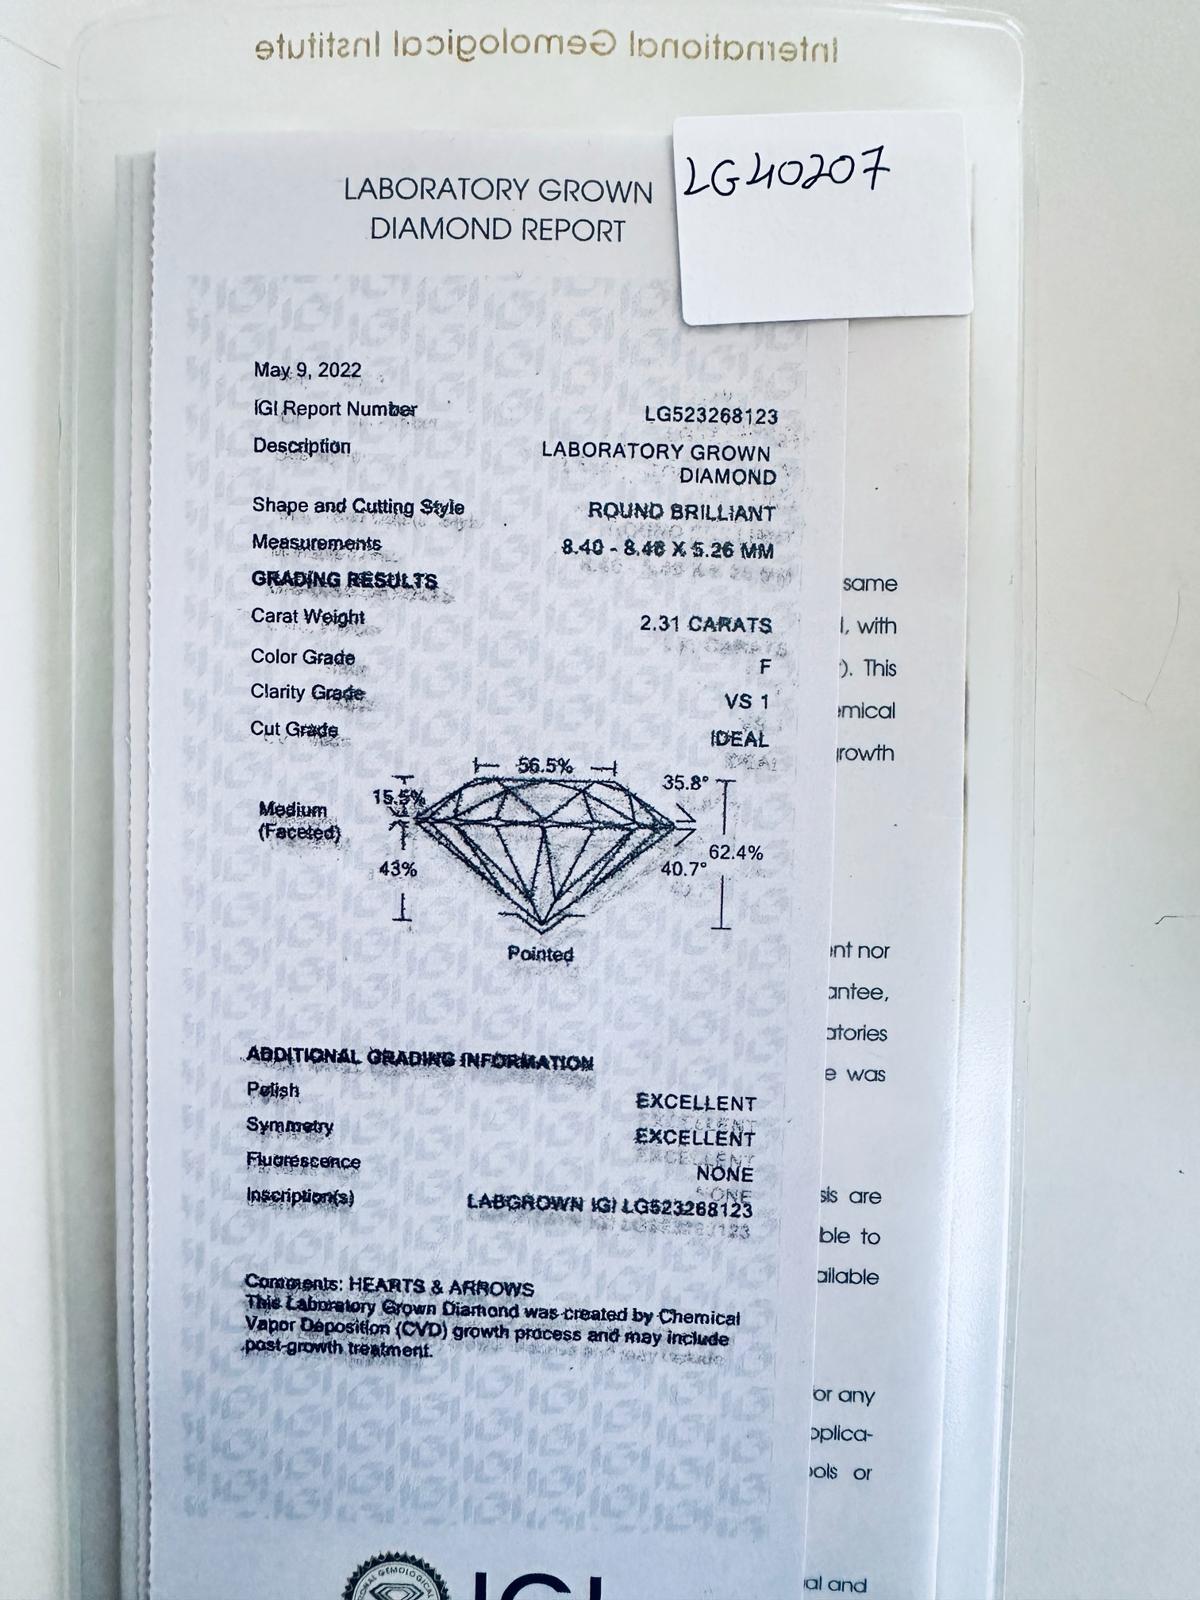 International Gemological Institute
LG40207
LABORATORY GROWN
DIAMOND REPORT
May 9, 2022
IGI Report Number LG523268123
Description LABORATORY GROWN
DIAMOND
Shape and Cutting Style ROUND BRILLIANT
Measurements 8.40 - 8.46 X 5.26 MM
GRADING RESULTS
Carat Weight 2.31 CARATS
Color Grade F
Clarity Grade VS 1
Cut Grade IDEAL
56.5%
35.8°
15.5%
Medium
(Faceted)
62.4%
43%
40.7°
Pointed
ADDITIONAL GRADING INFORMATION
Polish EXCELLENT
Symmetry EXCELLENT
Fluorescence NONE
Inscription(s) LABGROWN IGI LG523268123
Comments: HEARTS & ARROWS
This Laboratory Grown Diamond was created by Chemical
Vapor Deposition (CVD) growth process and may include
post-growth treatment.
IGI
same
, with
). This
emical
growth
ent nor
antee,
atories
e was
sis are
ble to
ailable
or any
pplica-
ools or
al and